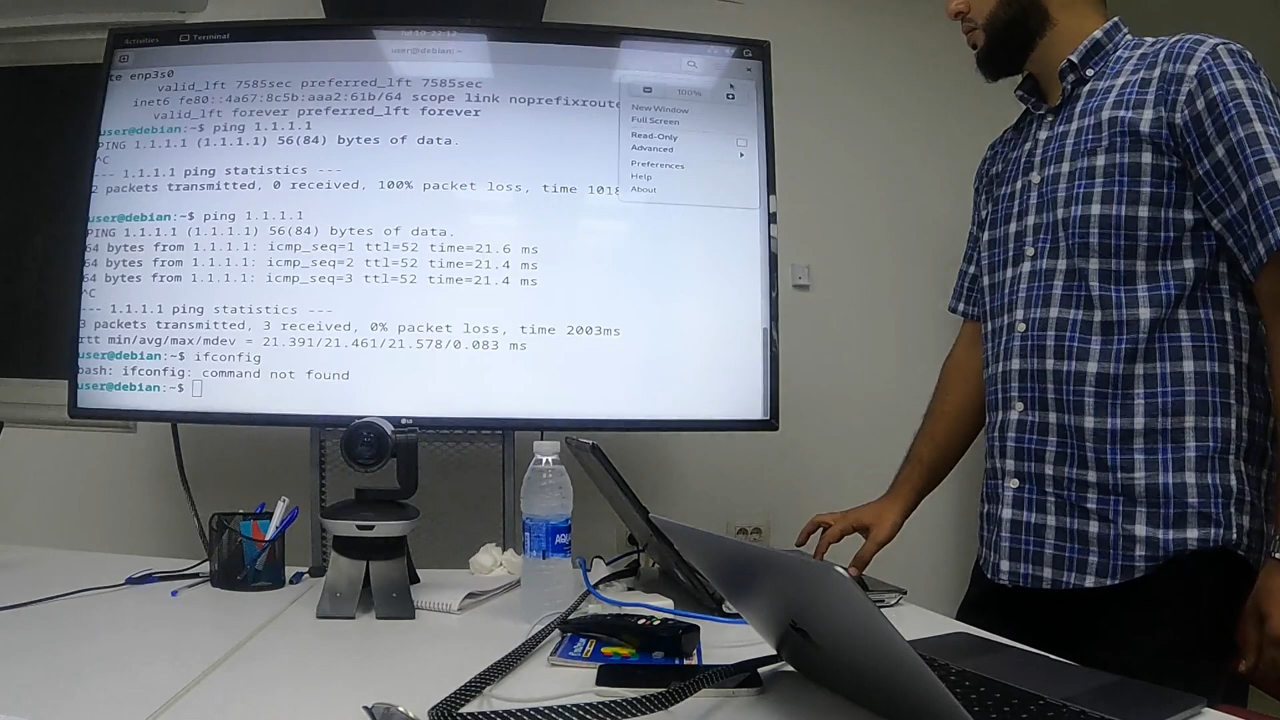 Activities Terminal Jul 10 22:12
user@debian: ~
te enp3s0
valid_lft 7585sec preferred_lft 7585sec
inet6 fe80::4a67:8c5b:aaa2:61b/64 scope link noprefixroute
valid_lft forever preferred_lft forever
user@debian:~$ ping 1.1.1.1
PING 1.1.1.1 (1.1.1.1) 56(84) bytes of data.
^C
--- 1.1.1.1 ping statistics ---
2 packets transmitted, 0 received, 100% packet loss, time 1018
user@debian:~$ ping 1.1.1.1
PING 1.1.1.1 (1.1.1.1) 56(84) bytes of data.
64 bytes from 1.1.1.1: icmp_seq=1 ttl=52 time=21.6 ms
64 bytes from 1.1.1.1: icmp_seq=2 ttl=52 time=21.4 ms
64 bytes from 1.1.1.1: icmp_seq=3 ttl=52 time=21.4 ms
^C
--- 1.1.1.1 ping statistics ---
3 packets transmitted, 3 received, 0% packet loss, time 2003ms
rtt min/avg/max/mdev = 21.391/21.461/21.578/0.083 ms
user@debian:~$ ifconfig
bash: ifconfig: command not found
user@debian:~$
100%
New Window
Full Screen
Read-Only
Advanced
Preferences
Help
About
LG